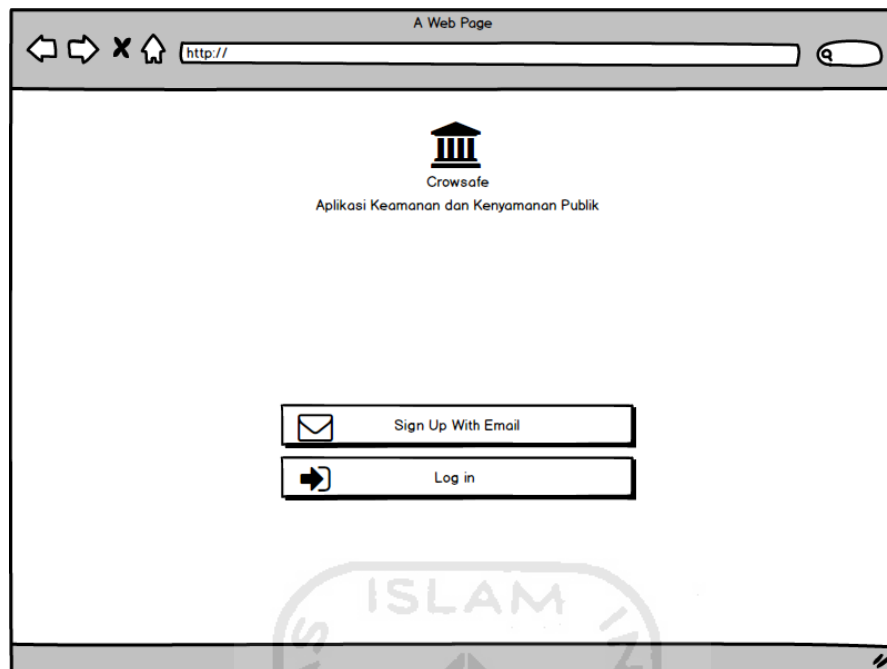 A Web Page
http://
Crowsafe
Aplikasi Keamanan dan Kenyamanan Publik
Sign Up With Email
Log in
ISLAM